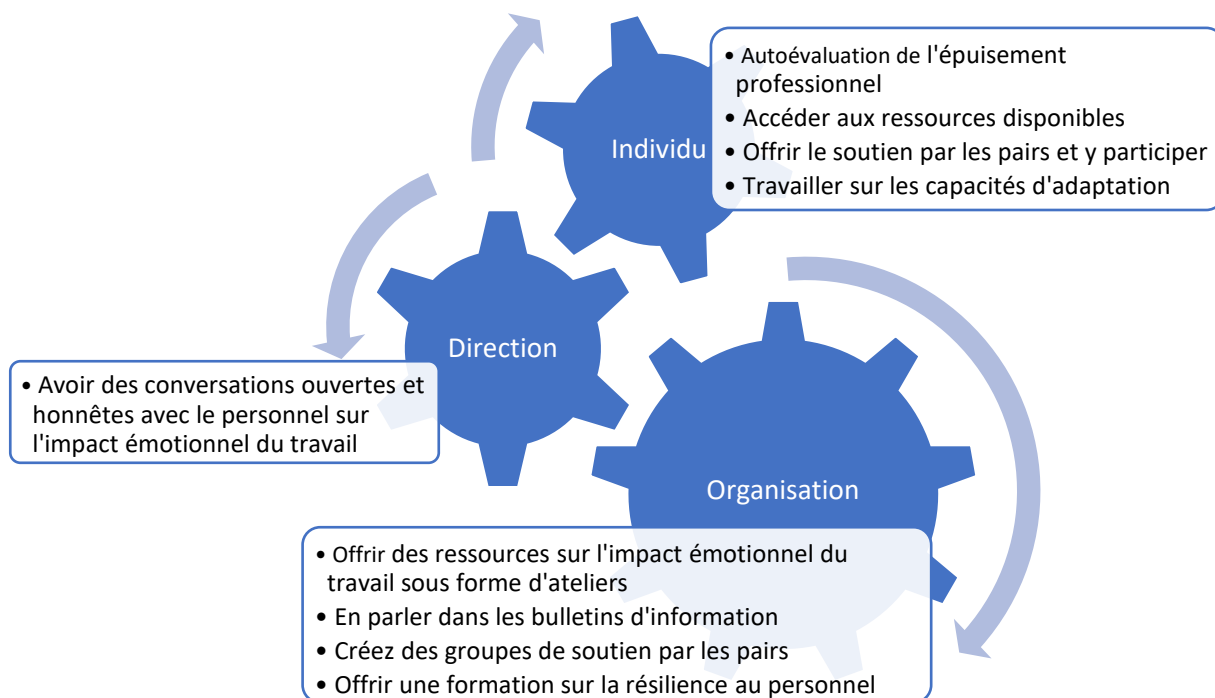 • Autoévaluation de l'épuisement
professionnel
• Accéder aux ressources disponibles
• Offrir le soutien par les pairs et y participer
• Travailler sur les capacités d'adaptation
Individu
Direction
• Avoir des conversations ouvertes et
honnêtes avec le personnel sur
l'impact émotionnel du travail
Organisation
• Offrir des ressources sur l'impact émotionnel du
travail sous forme d'ateliers
• En parler dans les bulletins d'information
• Créez des groupes de soutien par les pairs
• Offrir une formation sur la résilience au personnel